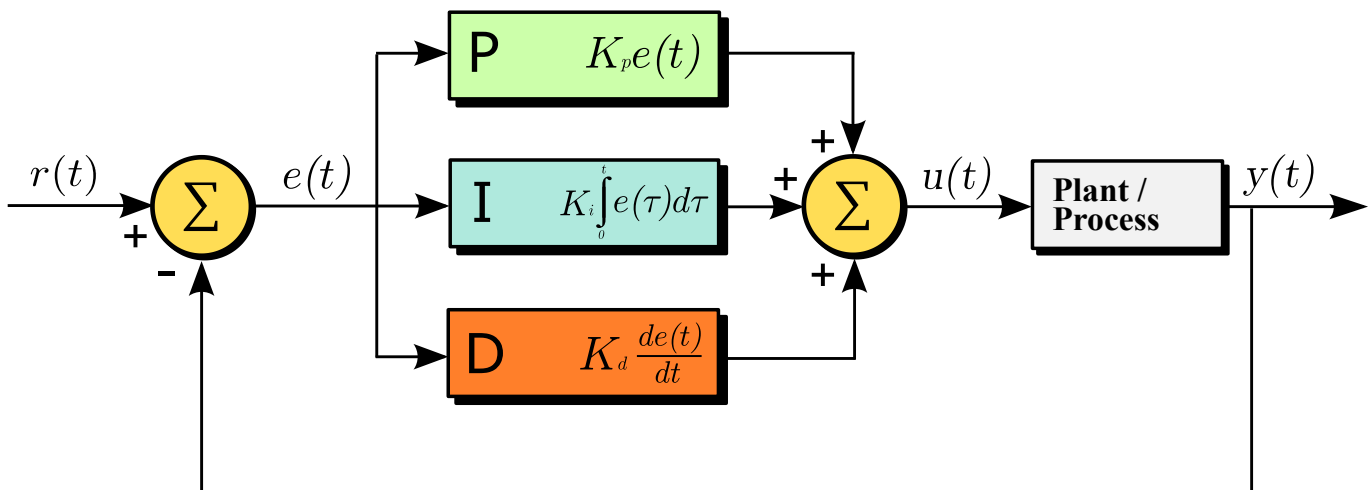 P K_p e(t)
r(t)
+
-
Σ
e(t)
I K_i ∫_0^t e(τ)dτ
+
+
+
Σ
u(t)
Plant /
Process
y(t)
D K_d de(t)/dt